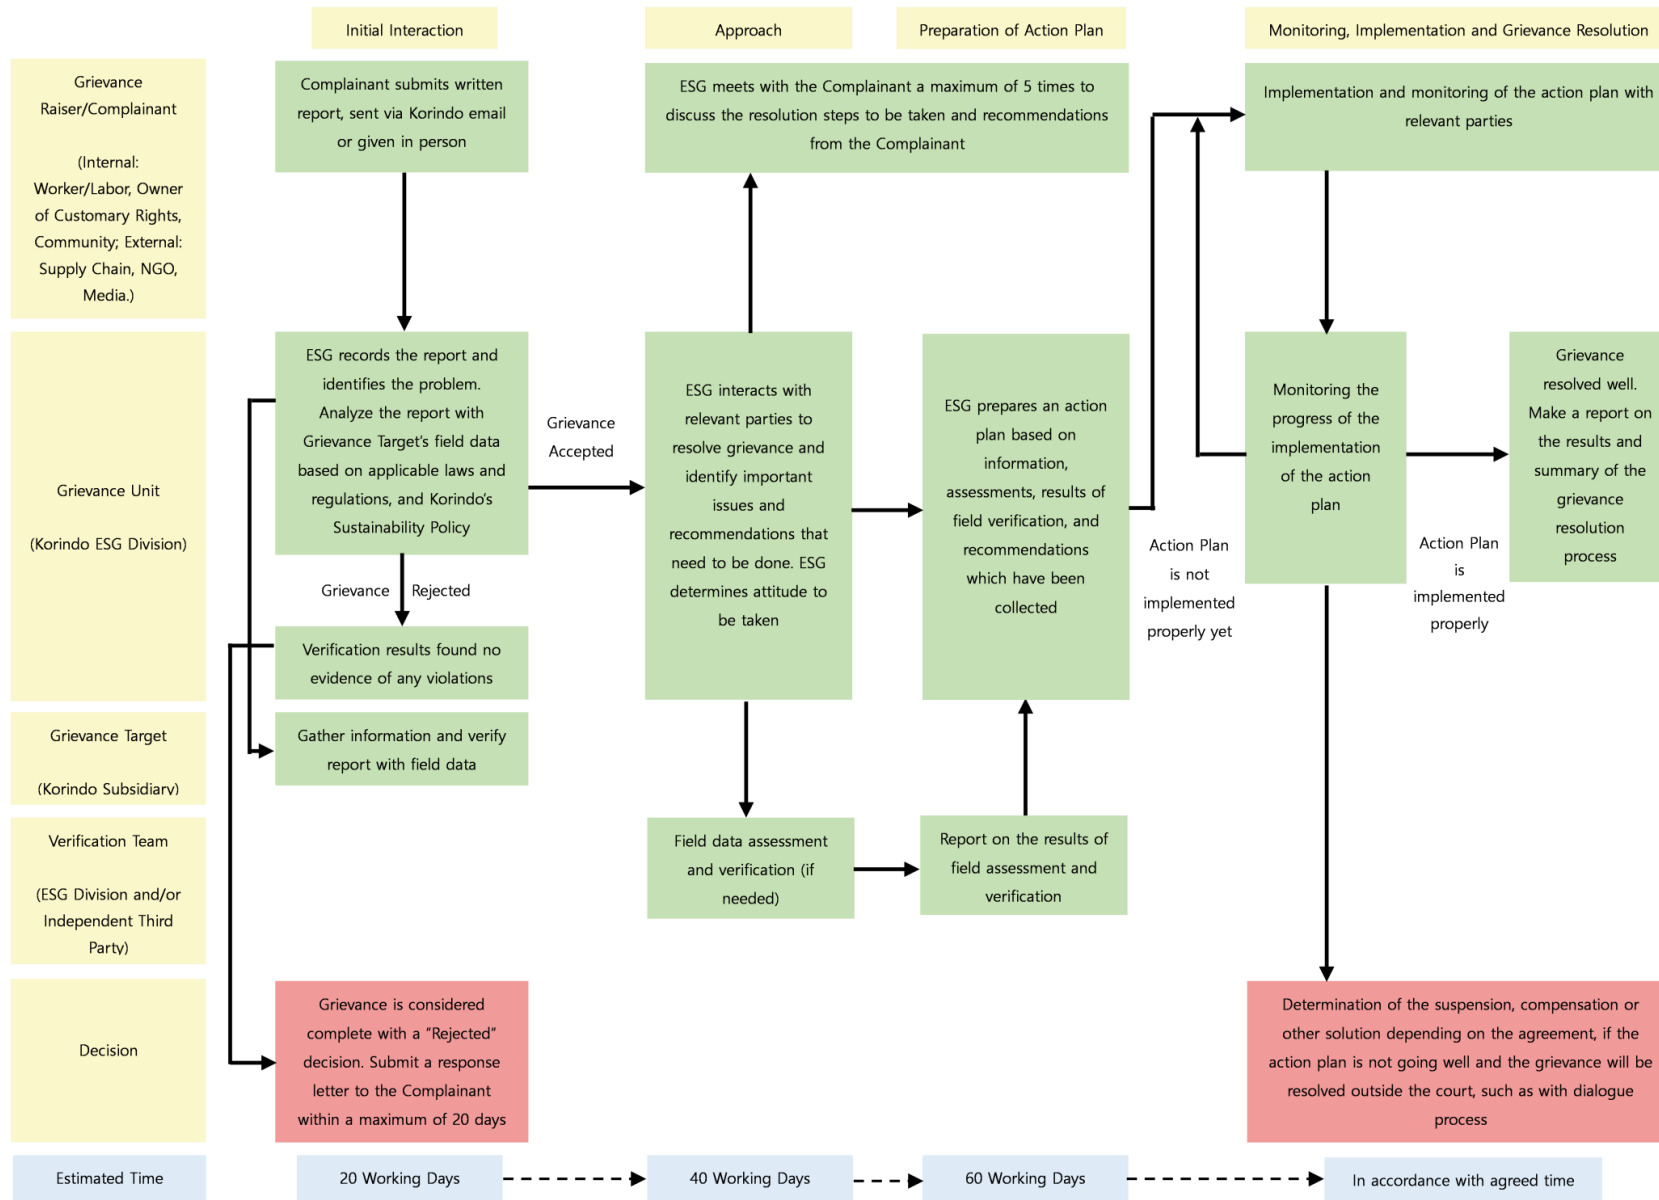 Initial Interaction
Approach
Preparation of Action Plan
Monitoring, Implementation and Grievance Resolution
Grievance
Raiser/Complainant
(Internal:
Worker/Labor, Owner
of Customary Rights,
Community; External:
Supply Chain, NGO,
Media.)
Complainant submits written
report, sent via Korindo email
or given in person
ESG meets with the Complainant a maximum of 5 times to
discuss the resolution steps to be taken and recommendations
from the Complainant
Implementation and monitoring of the action plan with
relevant parties
Grievance Unit
(Korindo ESG Division)
ESG records the report and
identifies the problem.
Analyze the report with
Grievance Target's field data
based on applicable laws and
regulations, and Korindo's
Sustainability Policy
Grievance
Accepted
Grievance Rejected
Verification results found no
evidence of any violations
ESG interacts with
relevant parties to
resolve grievance and
identify important
issues and
recommendations that
need to be done. ESG
determines attitude to
be taken
ESG prepares an action
plan based on
information,
assessments, results of
field verification, and
recommendations
which have been
collected
Action Plan
is not
implemented
properly yet
Monitoring the
progress of the
implementation
of the action
plan
Action Plan
is
implemented
properly
Grievance
resolved well.
Make a report on
the results and
summary of the
grievance
resolution
process
Grievance Target
(Korindo Subsidiary)
Gather information and verify
report with field data
Verification Team
(ESG Division and/or
Independent Third
Party)
Field data assessment
and verification (if
needed)
Report on the results of
field assessment and
verification
Decision
Grievance is considered
complete with a "Rejected"
decision. Submit a response
letter to the Complainant
within a maximum of 20 days
Determination of the suspension, compensation or
other solution depending on the agreement, if the
action plan is not going well and the grievance will be
resolved outside the court, such as with dialogue
process
Estimated Time
20 Working Days
40 Working Days
60 Working Days
In accordance with agreed time